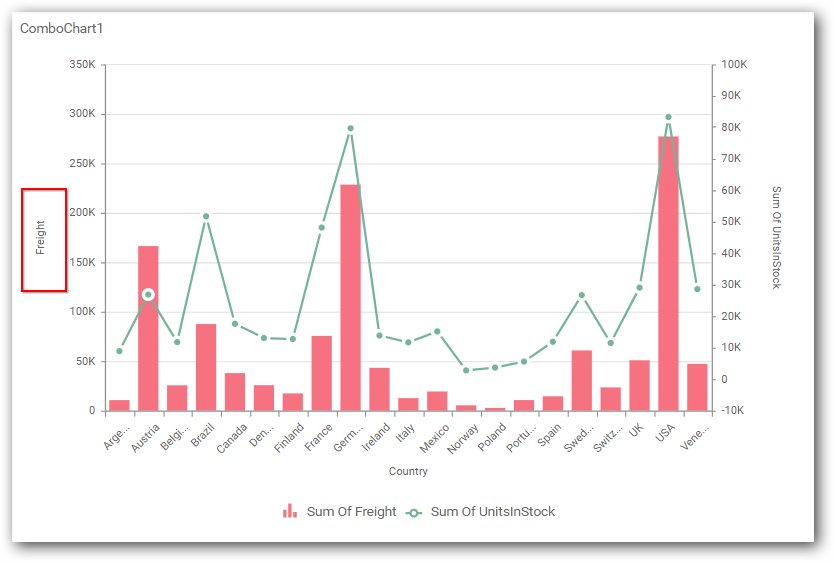 ComboChart1
350K
300K
250K
200K
150K
100K
50K
0
Freight
100K
90K
80K
70K
60K
50K
40K
30K
20K
10K
0
-10K
Sum Of UnitsInStock
Arge...
Austria
Belgi...
Brazil
Canada
Den...
Finland
France
Germ...
Ireland
Italy
Mexico
Norway
Poland
Portu...
Spain
Swed...
Switz...
UK
USA
Vene...
Country
Sum Of Freight
Sum Of UnitsInStock